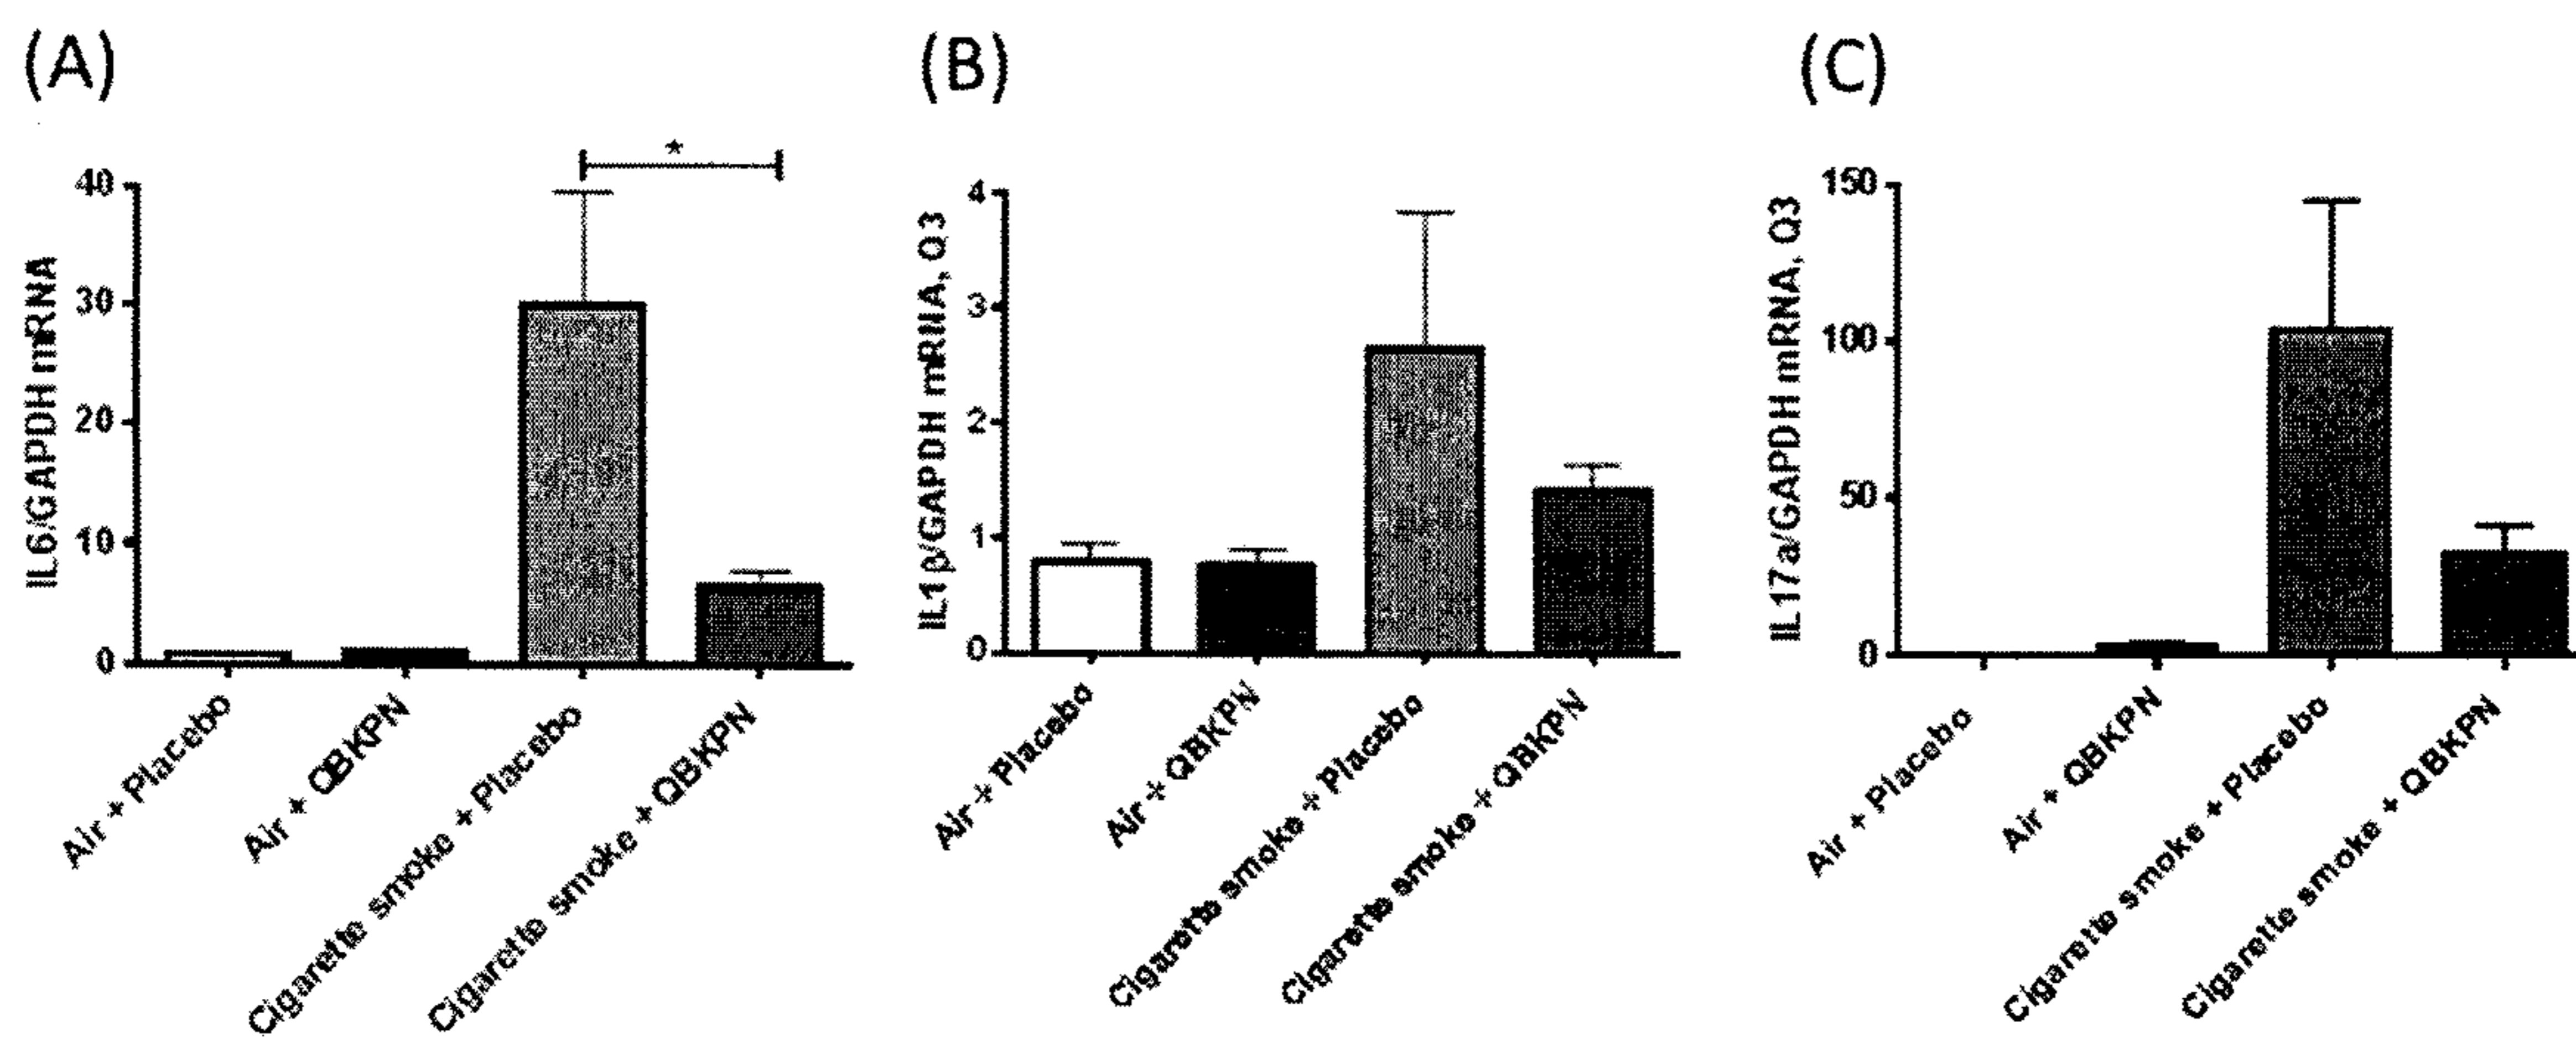 (A)
IL6/GAPDH mRNA
40
30
20
10
0
*
Air + Placebo
Air + QBKPN
Cigarette smoke + Placebo
Cigarette smoke + QBKPN
(B)
IL1β/GAPDH mRNA, Q3
4
3
2
1
0
Air + Placebo
Air + QBKPN
Cigarette smoke + Placebo
Cigarette smoke + QBKPN
(C)
IL17a/GAPDH mRNA, Q3
150
100
50
0
Air + Placebo
Air + QBKPN
Cigarette smoke + Placebo
Cigarette smoke + QBKPN